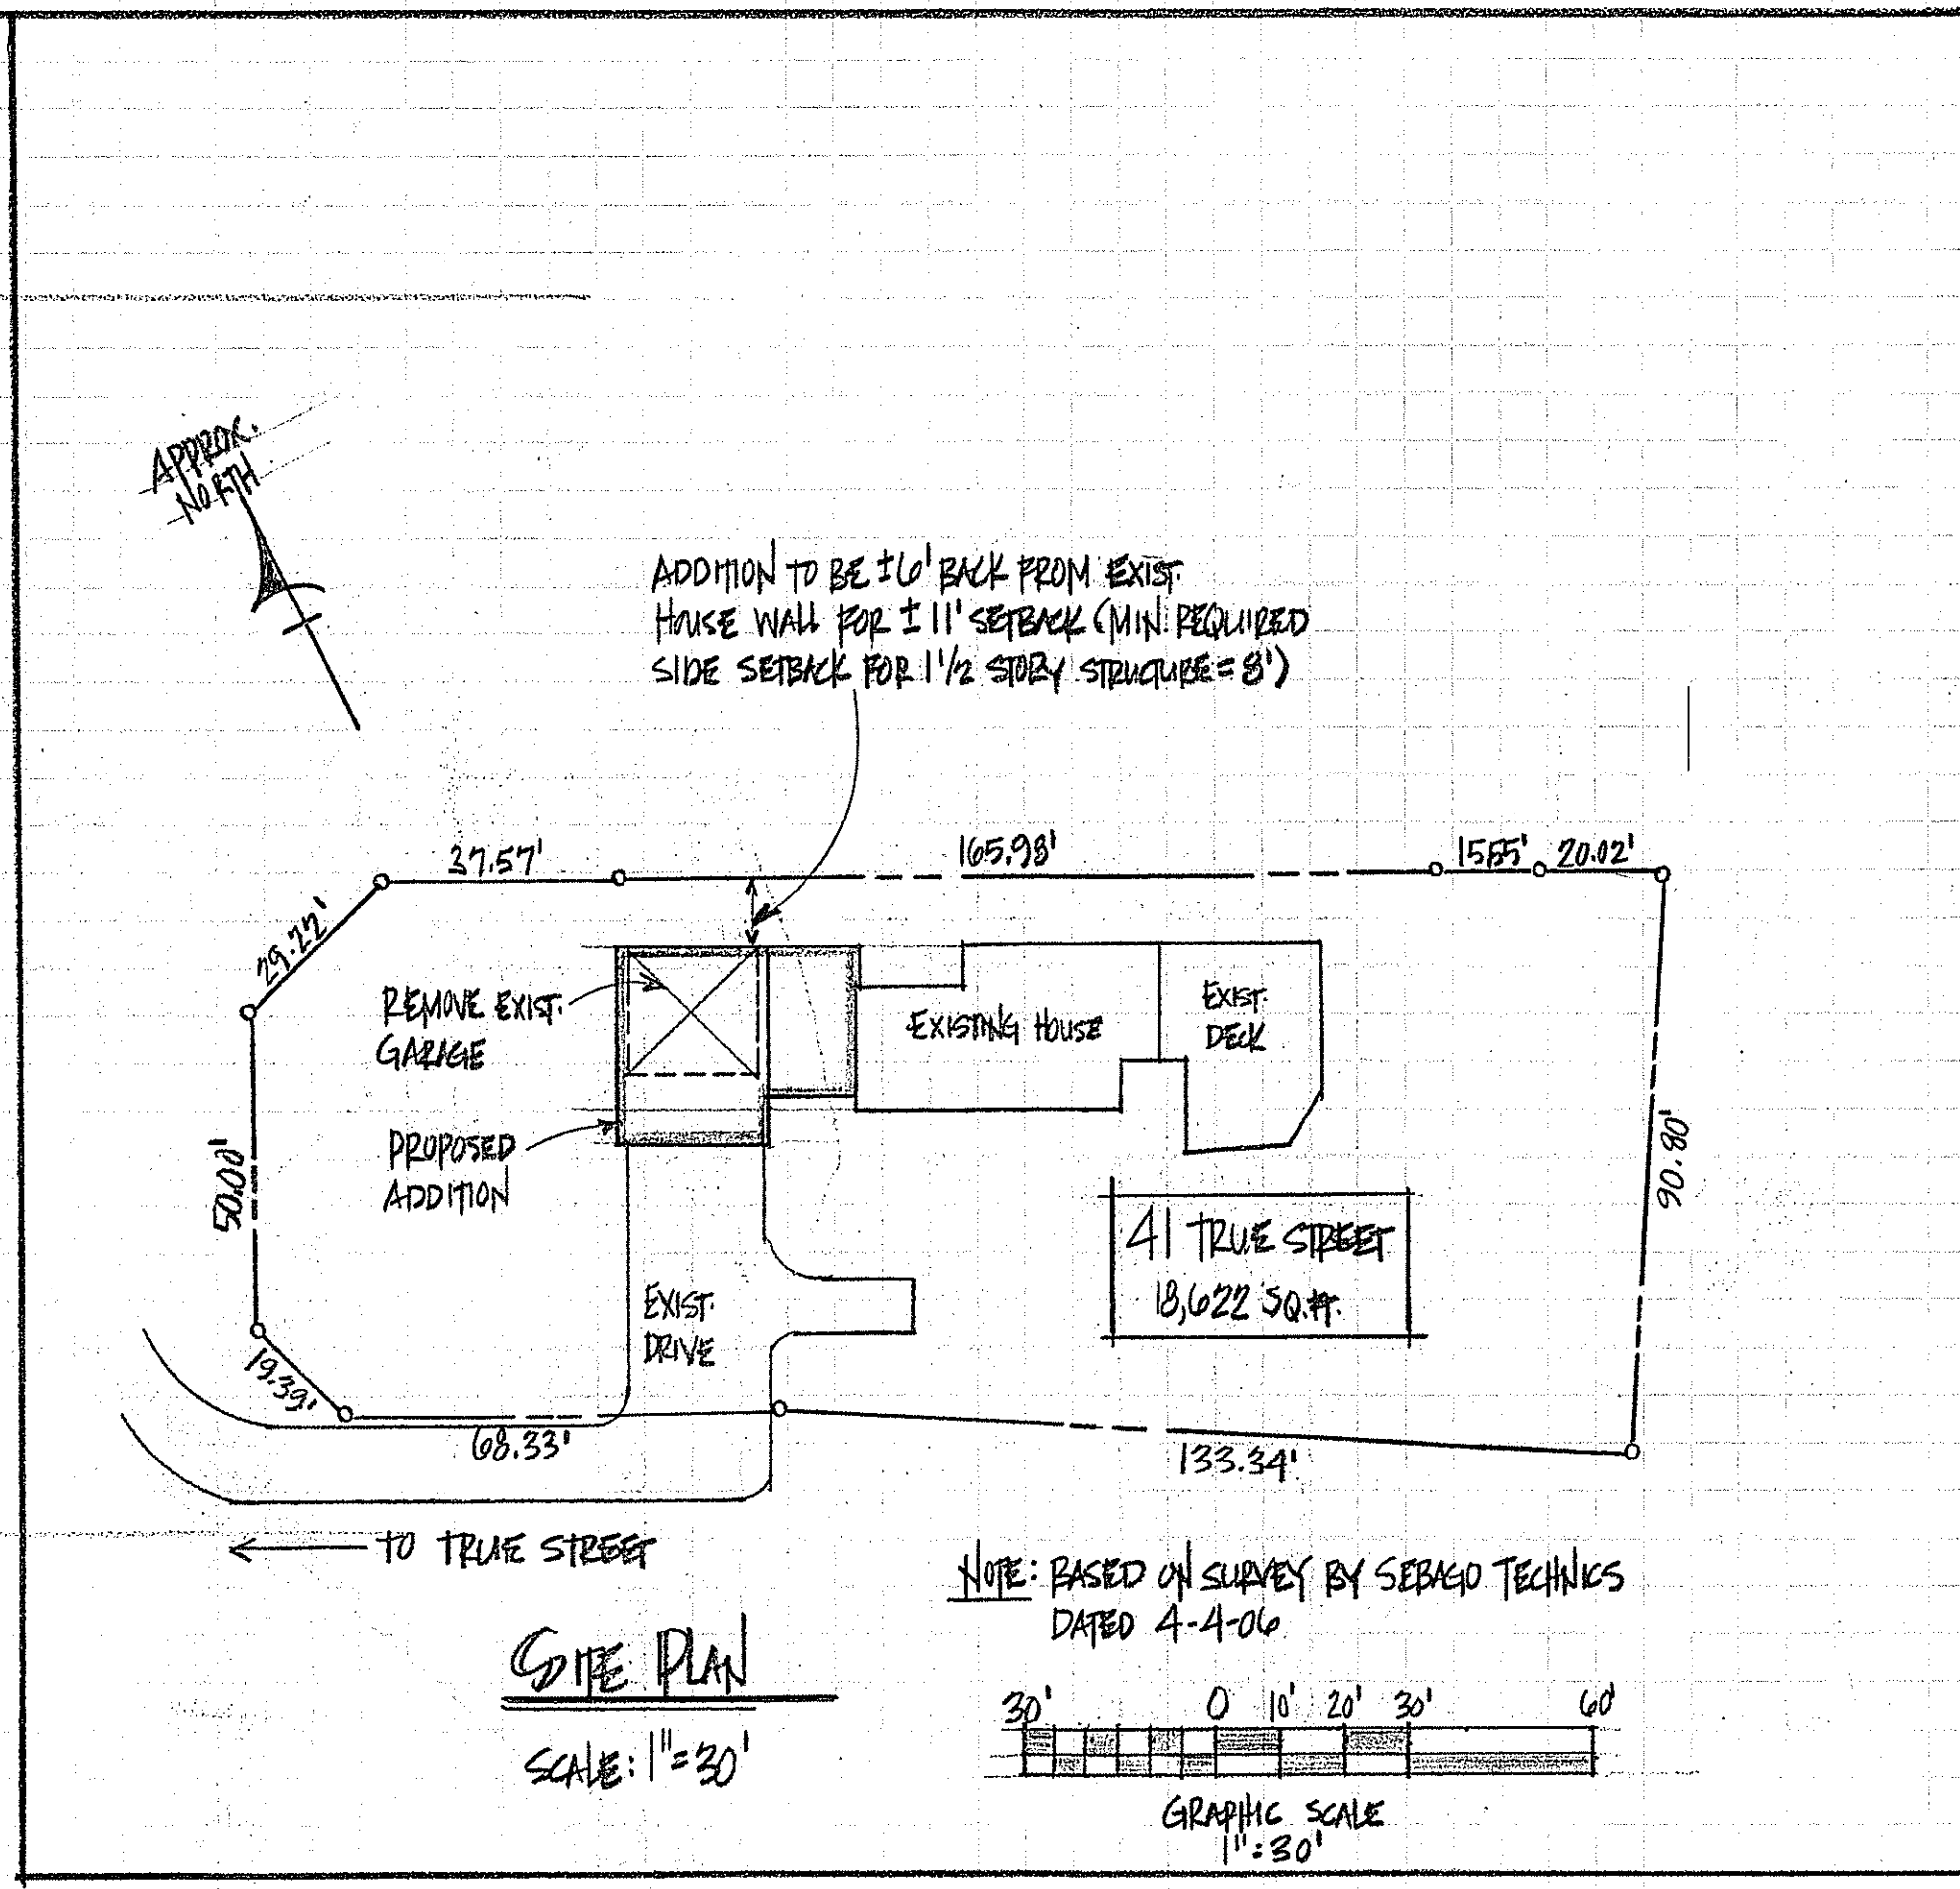 APPROX.
NORTH
ADDITION TO BE ±6' BACK FROM EXIST.
HOUSE WALL FOR ±11' SETBACK (MIN. REQUIRED
SIDE SETBACK FOR 1 1/2 STORY STRUCTURE = 8')
37.57'
165.98'
15.55'
20.02'
29.22'
REMOVE EXIST.
GARAGE
EXISTING HOUSE
EXIST.
DECK
50.00'
PROPOSED
ADDITION
90.80'
41 TRUE STREET
18,622 SQ.FT.
EXIST.
DRIVE
19.39'
68.33'
133.34'
TO TRUE STREET
NOTE: BASED ON SURVEY BY SEBAGO TECHNICS
DATED 4-4-06
SITE PLAN
SCALE: 1"=30'
30' 0 10' 20' 30' 60'
GRAPHIC SCALE
1":30'